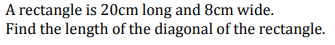 A rectangle is 20cm long and 8cm wide.
Find the length of the diagonal of the rectangle.